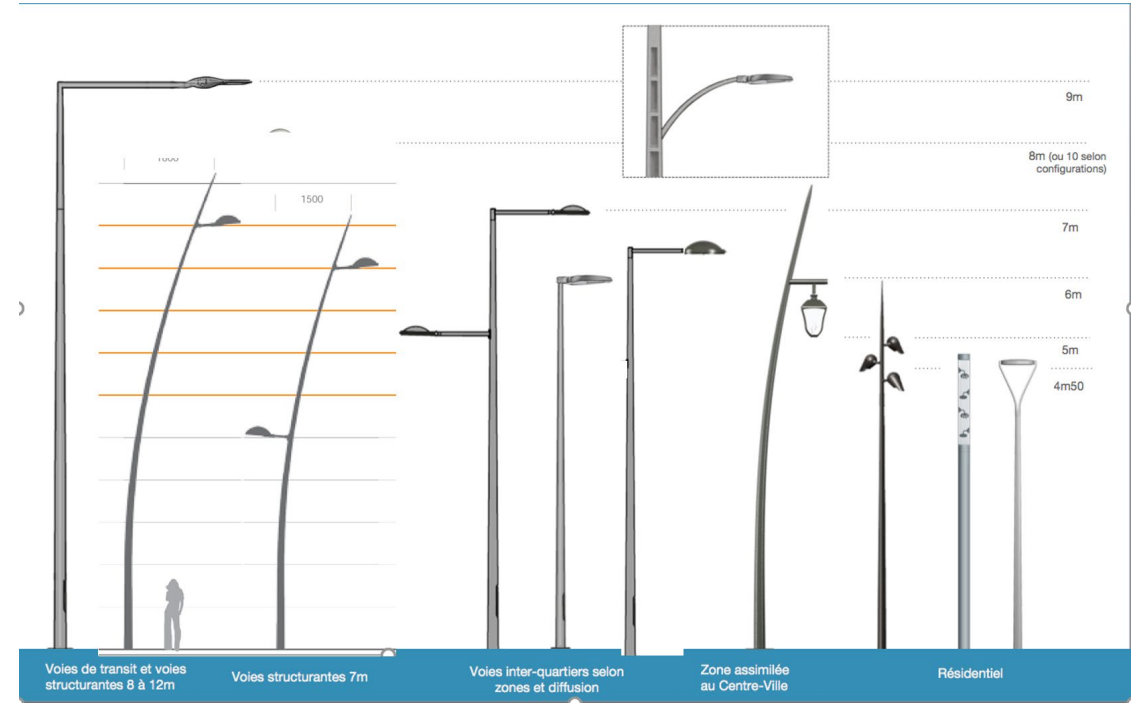 9m
8m (ou 10 selon
configurations)
1500
7m
6m
5m
4m50
Voies de transit et voies
structurantes 8 à 12m
Voies structurantes 7m
Voies inter-quartiers selon
zones et diffusion
Zone assimilée
au Centre-Ville
Résidentiel